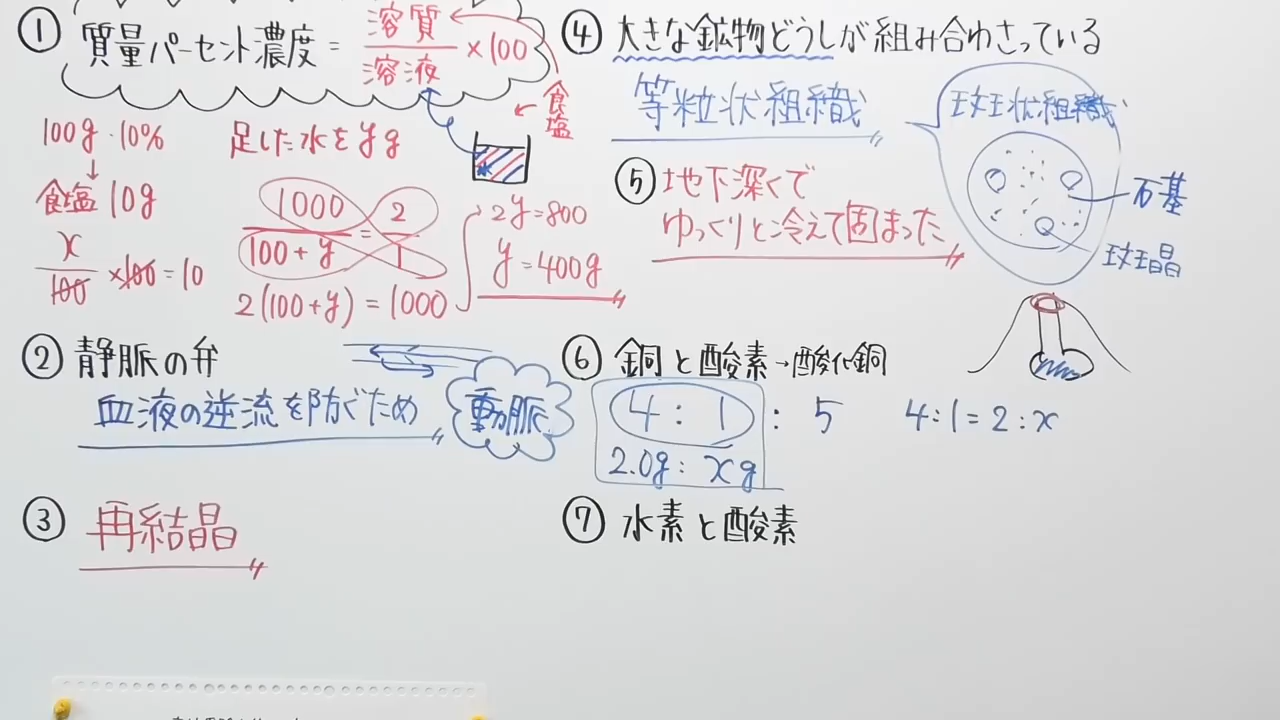 ① 質量パーセント濃度 = 溶質/溶液 ×100
食塩
100g・10%
↓
食塩10g
x/100 ×100 = 10
足した水をyg
1000/100+y = 2/1
2(100+y) = 1000
2y=800
y=400g
② 静脈の弁
血液の逆流を防ぐため
動脈
③ 再結晶
④ 大きな鉱物どうしが組み合わさっている
等粒状組織
斑状組織
石基
斑晶
⑤ 地下深くで
ゆっくりと冷えて固まった
⑥ 銅と酸素→酸化銅
4 : 1 : 5
2.0g : xg
4:1=2:x
⑦ 水素と酸素